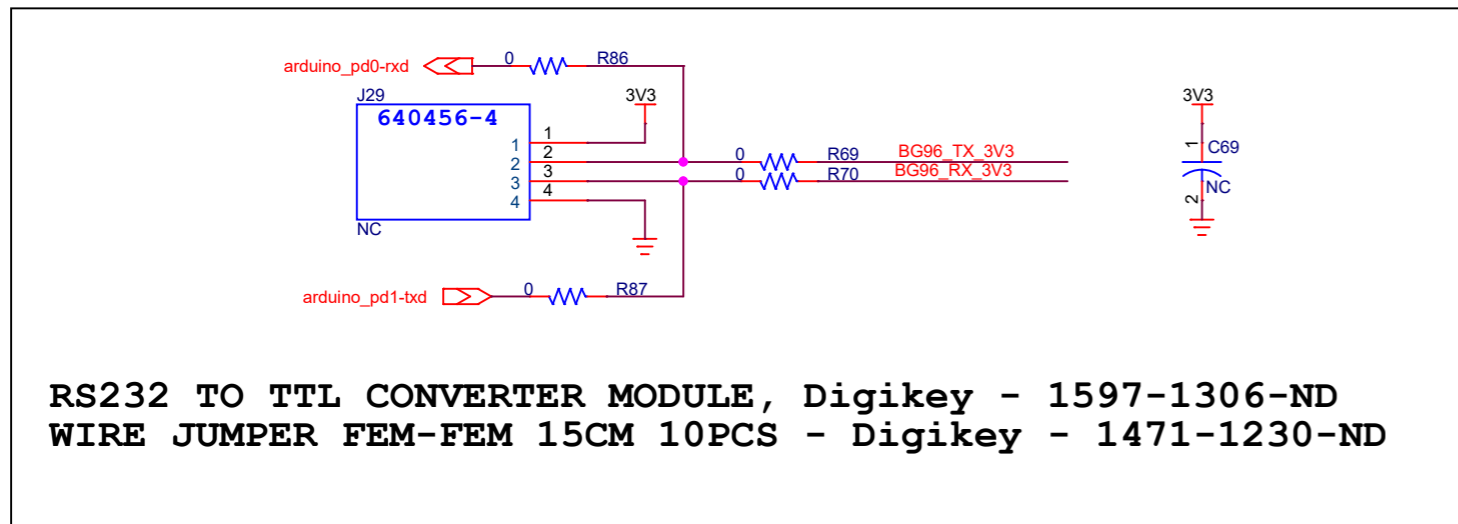 arduino_pd0-rxd 0 R86
J29 3V3 3V3
640456-4
1 1 1 C69
2 2 0 R69 BG96_TX_3V3
3 3 0 R70 BG96_RX_3V3
4 4 2 NC
NC
arduino_pd1-txd 0 R87
RS232 TO TTL CONVERTER MODULE, Digikey - 1597-1306-ND
WIRE JUMPER FEM-FEM 15CM 10PCS - Digikey - 1471-1230-ND